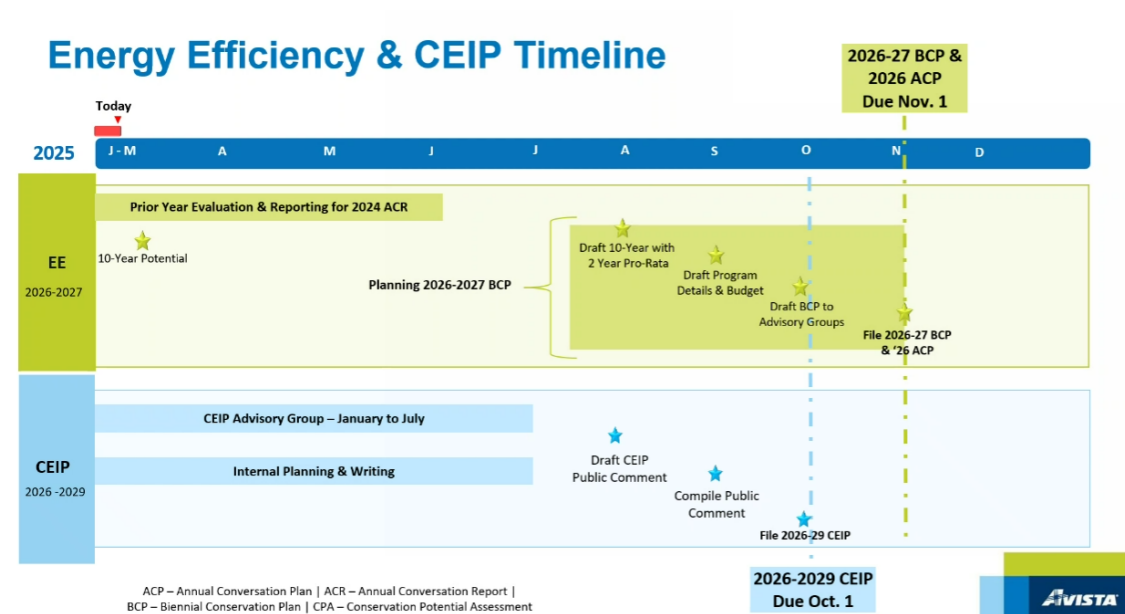 Energy Efficiency & CEIP Timeline
2026-27 BCP &
2026 ACP
Due Nov. 1
Today
2025
J - M A M J J A S O N D
EE
2026-2027
Prior Year Evaluation & Reporting for 2024 ACR
10-Year Potential
Planning 2026-2027 BCP
Draft 10-Year with
2 Year Pro-Rata
Draft Program
Details & Budget
Draft BCP to
Advisory Groups
File 2026-27 BCP
& ‘26 ACP
CEIP
2026 -2029
CEIP Advisory Group – January to July
Internal Planning & Writing
Draft CEIP
Public Comment
Compile Public
Comment
File 2026-29 CEIP
2026-2029 CEIP
Due Oct. 1
ACP – Annual Conversation Plan | ACR – Annual Conversation Report |
BCP – Biennial Conservation Plan | CPA – Conservation Potential Assessment
AVISTA